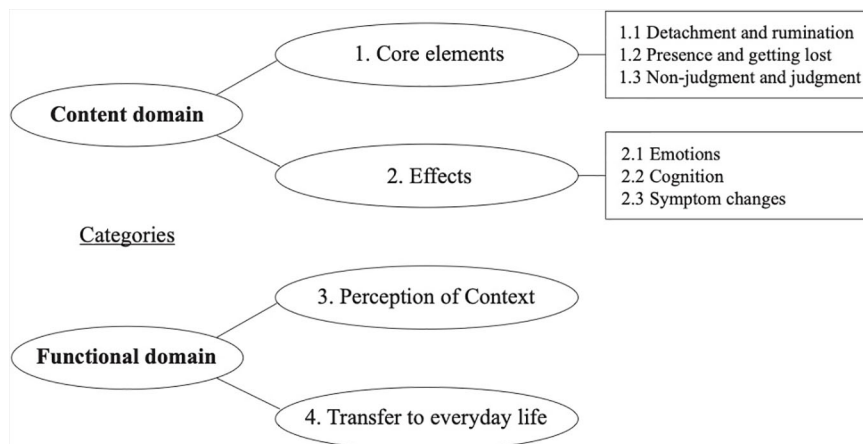 1. Core elements
1.1 Detachment and rumination
1.2 Presence and getting lost
1.3 Non-judgment and judgment
Content domain
2. Effects
2.1 Emotions
2.2 Cognition
2.3 Symptom changes
Categories
3. Perception of Context
Functional domain
4. Transfer to everyday life